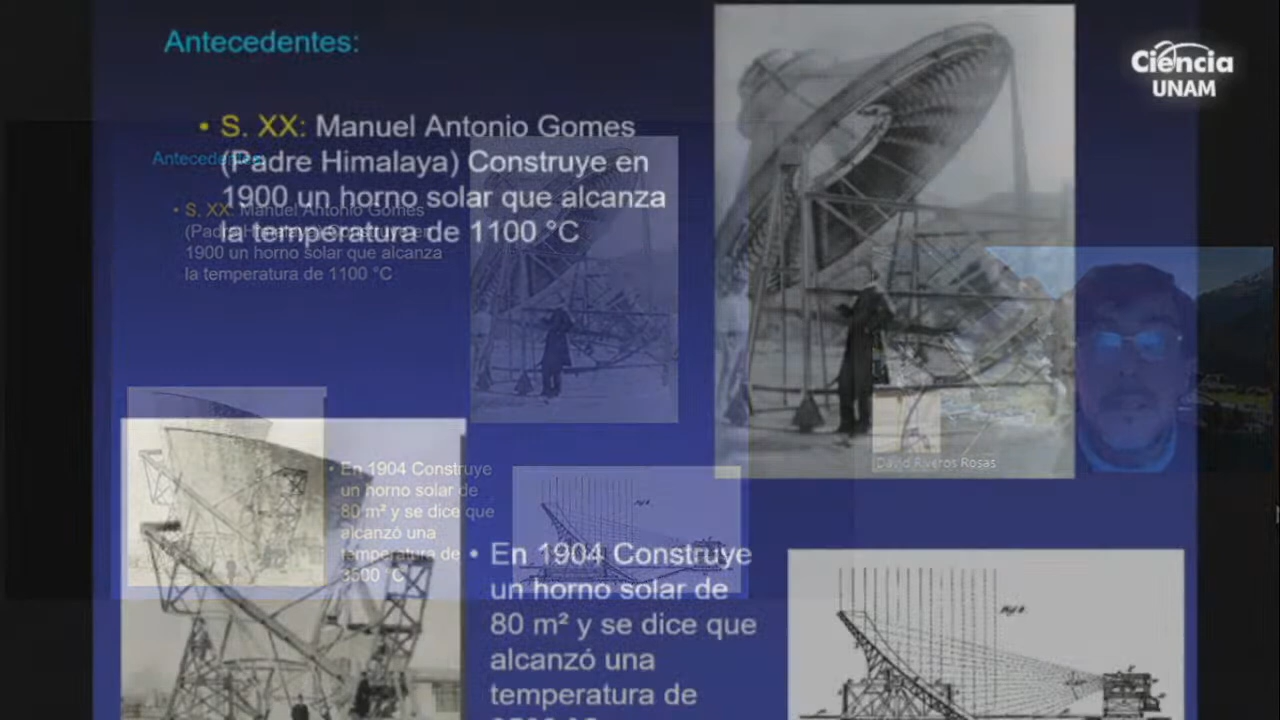 Antecedentes:
Ciencia
UNAM
• S. XX: Manuel Antonio Gomes
(Padre Himalaya) Construye en
1900 un horno solar que alcanza
la temperatura de 1100 °C
Antecedentes:
• S. XX: Manuel Antonio Gomes
(Padre Himalaya) Construye en
1900 un horno solar que alcanza
la temperatura de 1100 °C
David Riveros Rosas
• En 1904 Construye
un horno solar de
80 m² y se dice que
alcanzó una
temperatura de
3500 °C
• En 1904 Construye
un horno solar de
80 m² y se dice que
alcanzó una
temperatura de